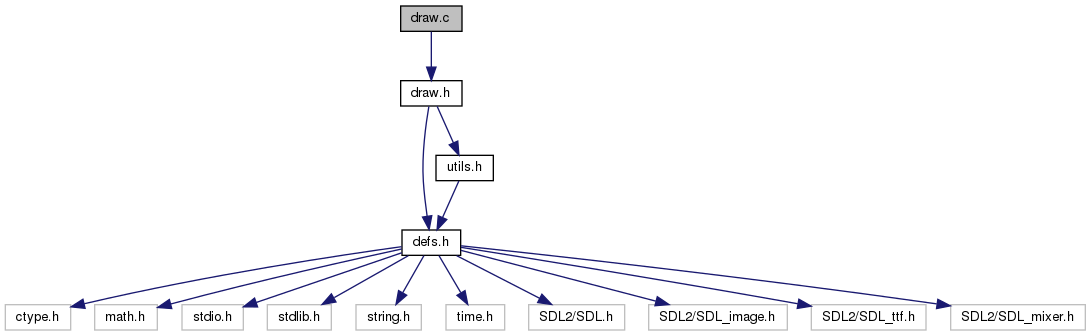 draw.c
draw.h
utils.h
defs.h
ctype.h
math.h
stdio.h
stdlib.h
string.h
time.h
SDL2/SDL.h
SDL2/SDL_image.h
SDL2/SDL_ttf.h
SDL2/SDL_mixer.h